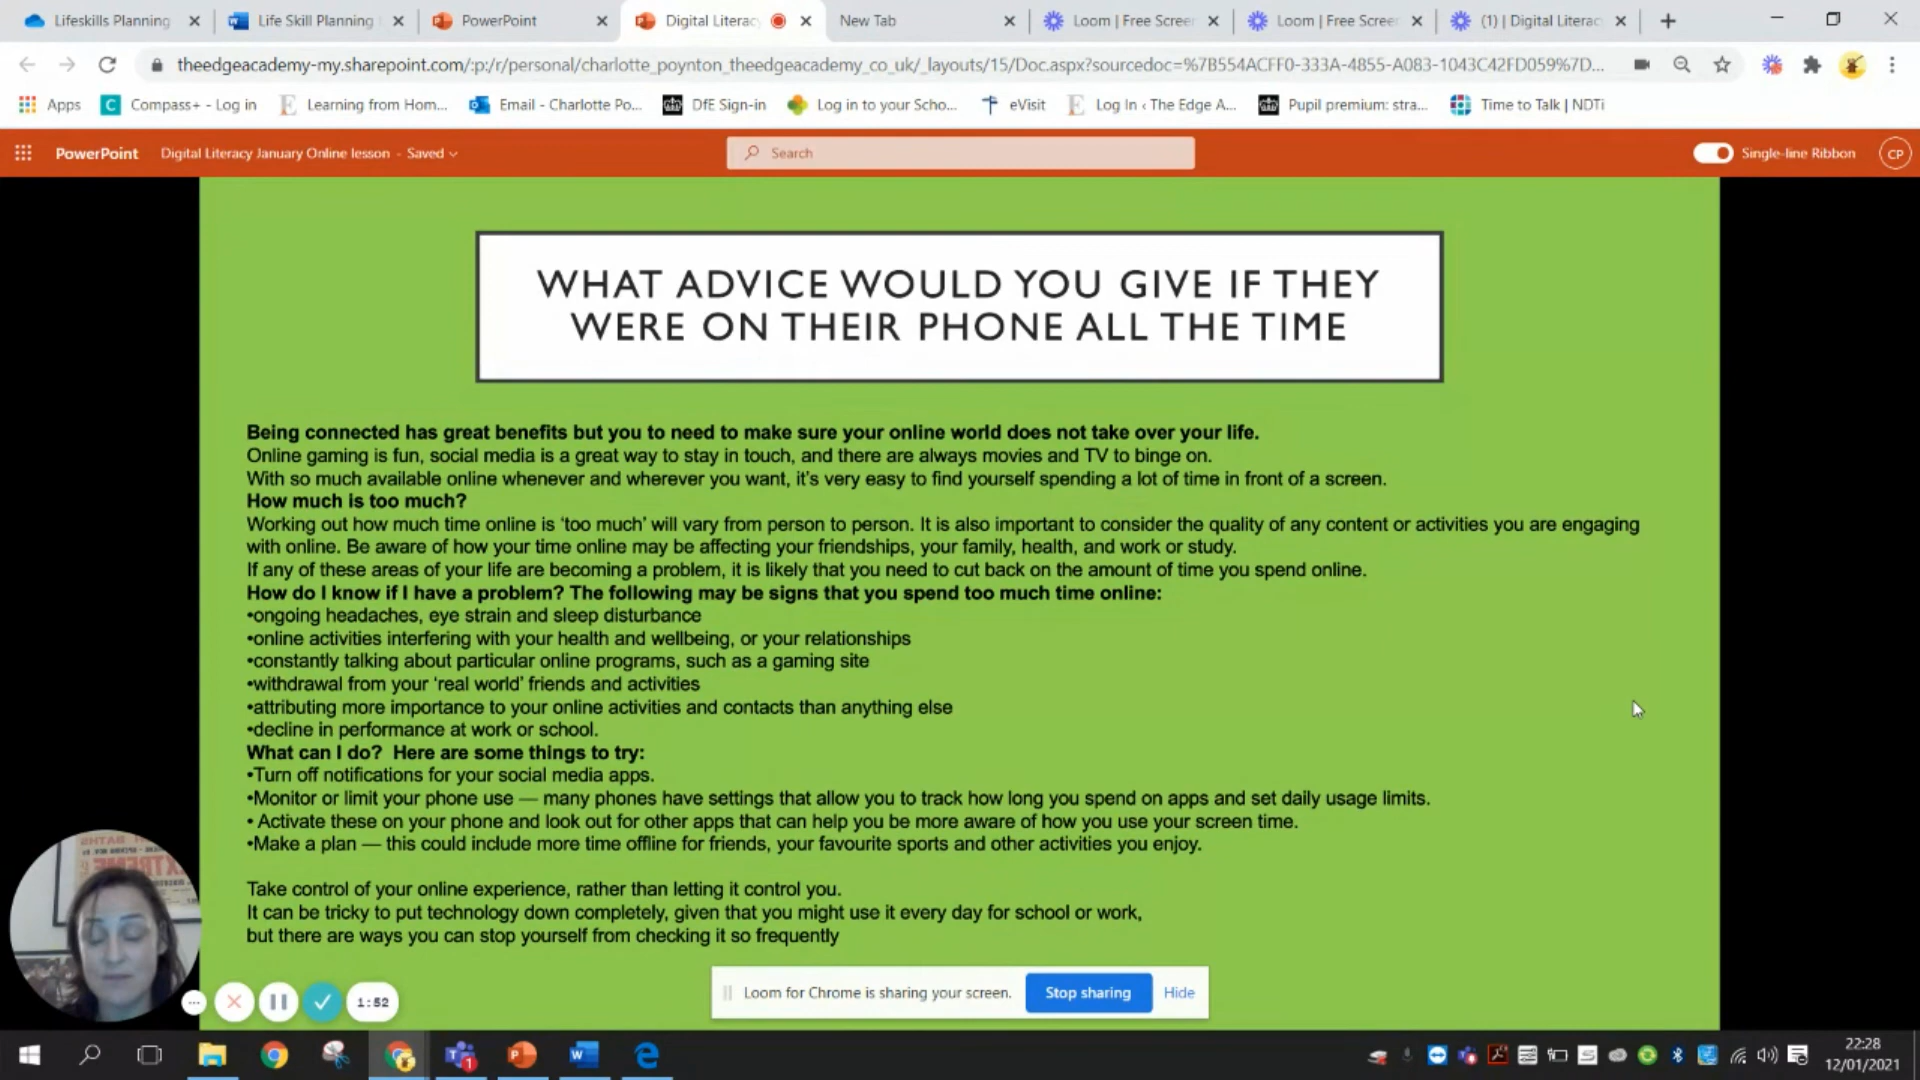 Lifeskills Planning
Life Skill Planning
PowerPoint
Digital Literac
New Tab
Loom | Free Screen
Loom | Free Screen
(1) | Digital Literac
theedgeacademy-my.sharepoint.com/:p:/r/personal/charlotte_poynton_theedgeacademy_co_uk/_layouts/15/Doc.aspx?sourcedoc=%7B554ACFF0-333A-4855-A083-1043C42FD059%7D...
Apps
Compass+ - Log in
Learning from Hom...
Email - Charlotte Po...
DfE Sign-in
Log in to your Scho...
eVisit
Log In ‹ The Edge A...
Pupil premium: stra...
Time to Talk | NDTi
PowerPoint
Digital Literacy January Online lesson - Saved
Search
Single-line Ribbon
CP
WHAT ADVICE WOULD YOU GIVE IF THEY
WERE ON THEIR PHONE ALL THE TIME
Being connected has great benefits but you to need to make sure your online world does not take over your life.
Online gaming is fun, social media is a great way to stay in touch, and there are always movies and TV to binge on.
With so much available online whenever and wherever you want, it's very easy to find yourself spending a lot of time in front of a screen.
How much is too much?
Working out how much time online is 'too much' will vary from person to person. It is also important to consider the quality of any content or activities you are engaging
with online. Be aware of how your time online may be affecting your friendships, your family, health, and work or study.
If any of these areas of your life are becoming a problem, it is likely that you need to cut back on the amount of time you spend online.
How do I know if I have a problem? The following may be signs that you spend too much time online:
•ongoing headaches, eye strain and sleep disturbance
•online activities interfering with your health and wellbeing, or your relationships
•constantly talking about particular online programs, such as a gaming site
•withdrawal from your 'real world' friends and activities
•attributing more importance to your online activities and contacts than anything else
•decline in performance at work or school.
What can I do? Here are some things to try:
•Turn off notifications for your social media apps.
•Monitor or limit your phone use — many phones have settings that allow you to track how long you spend on apps and set daily usage limits.
• Activate these on your phone and look out for other apps that can help you be more aware of how you use your screen time.
•Make a plan — this could include more time offline for friends, your favourite sports and other activities you enjoy.
Take control of your online experience, rather than letting it control you.
It can be tricky to put technology down completely, given that you might use it every day for school or work,
but there are ways you can stop yourself from checking it so frequently
1:52
Loom for Chrome is sharing your screen.
Stop sharing
Hide
22:28
12/01/2021